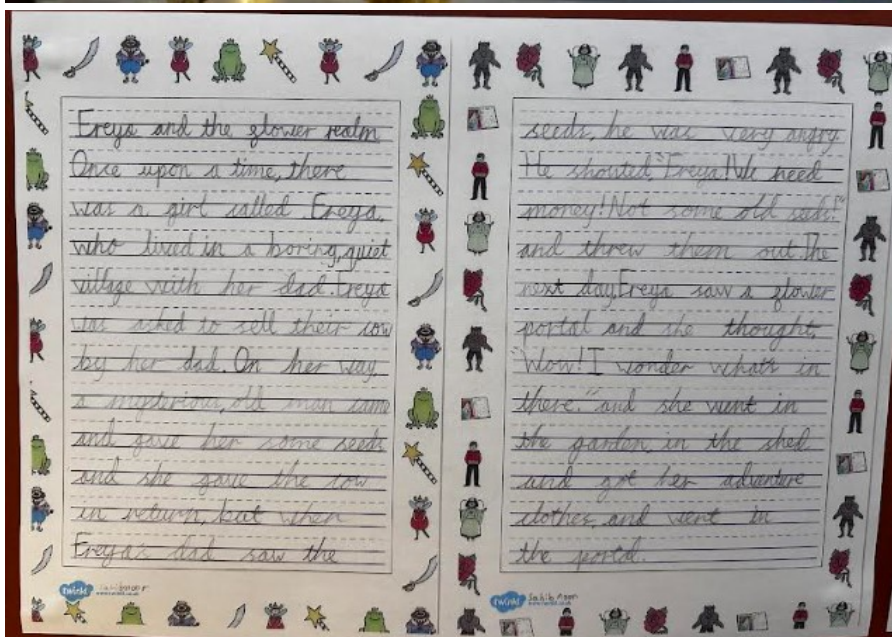 Freya and the flower realm
Once upon a time, there
was a girl called Freya,
who lived in a boring, quiet
village with her dad. Freya
was asked to sell their cow
by her dad. On her way,
a mysterious, old man came
and gave her some seeds
and she gave the cow
in return, but when
Freya's dad saw the
twinkl
seeds, he was very angry.
He shouted, "Freya! We need
money! Not some old seeds!"
and threw them out. The
next day, Freya saw a flower
portal and she thought,
"Wow! I wonder what's in
there." and she went in
the garden, in the shed
and got her adventure
clothes, and went in
the portal.
twinkl